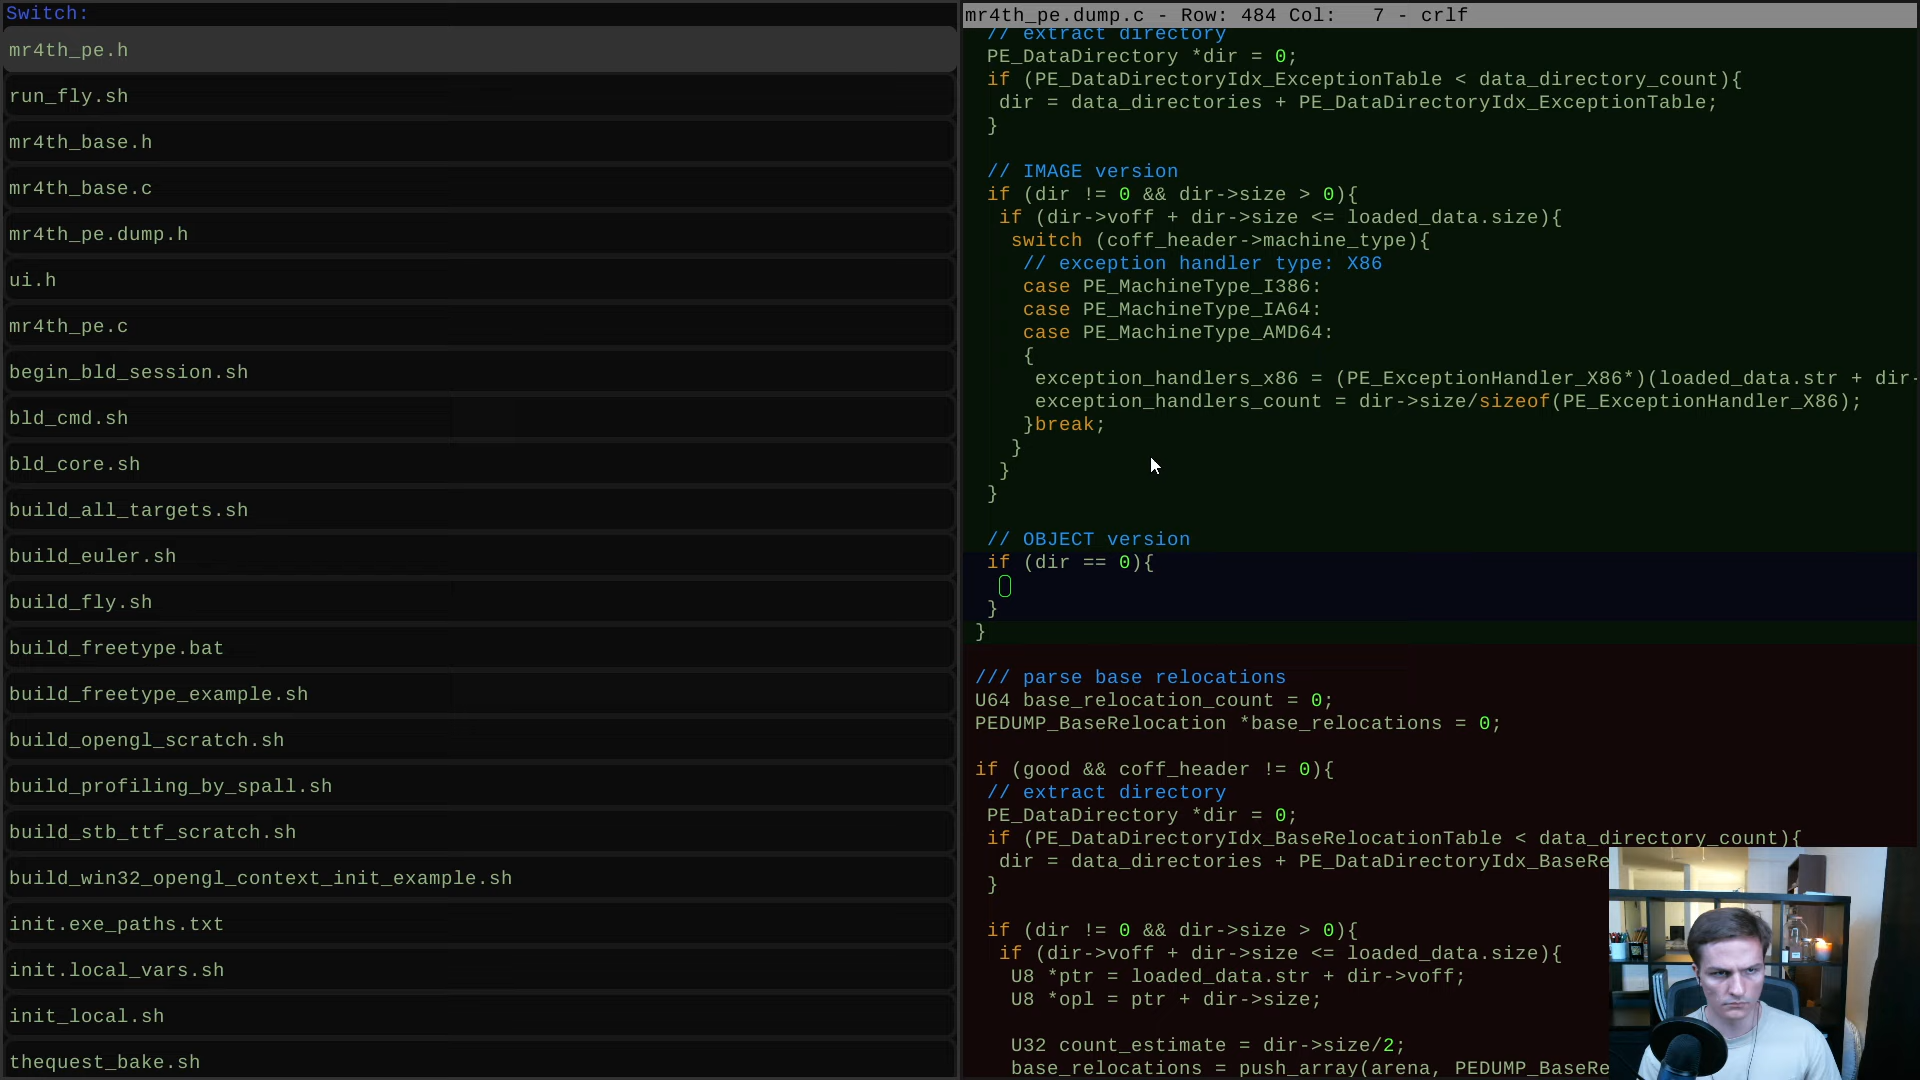 Switch:
mr4th_pe.h
run_fly.sh
mr4th_base.h
mr4th_base.c
mr4th_pe.dump.h
ui.h
mr4th_pe.c
begin_bld_session.sh
bld_cmd.sh
bld_core.sh
build_all_targets.sh
build_euler.sh
build_fly.sh
build_freetype.bat
build_freetype_example.sh
build_opengl_scratch.sh
build_profiling_by_spall.sh
build_stb_ttf_scratch.sh
build_win32_opengl_context_init_example.sh
init.exe_paths.txt
init.local_vars.sh
init_local.sh
thequest_bake.sh
mr4th_pe.dump.c - Row: 484 Col:   7 - crlf
// extract directory
PE_DataDirectory *dir = 0;
if (PE_DataDirectoryIdx_ExceptionTable < data_directory_count){
dir = data_directories + PE_DataDirectoryIdx_ExceptionTable;
}
// IMAGE version
if (dir != 0 && dir->size > 0){
if (dir->voff + dir->size <= loaded_data.size){
switch (coff_header->machine_type){
// exception handler type: X86
case PE_MachineType_I386:
case PE_MachineType_IA64:
case PE_MachineType_AMD64:
{
exception_handlers_x86 = (PE_ExceptionHandler_X86*)(loaded_data.str + dir-
exception_handlers_count = dir->size/sizeof(PE_ExceptionHandler_X86);
}break;
}
}
}
// OBJECT version
if (dir == 0){
}
}
/// parse base relocations
U64 base_relocation_count = 0;
PEDUMP_BaseRelocation *base_relocations = 0;
if (good && coff_header != 0){
// extract directory
PE_DataDirectory *dir = 0;
if (PE_DataDirectoryIdx_BaseRelocationTable < data_directory_count){
dir = data_directories + PE_DataDirectoryIdx_BaseRe
}
if (dir != 0 && dir->size > 0){
if (dir->voff + dir->size <= loaded_data.size){
U8 *ptr = loaded_data.str + dir->voff;
U8 *opl = ptr + dir->size;
U32 count_estimate = dir->size/2;
base_relocations = push_array(arena, PEDUMP_BaseRe